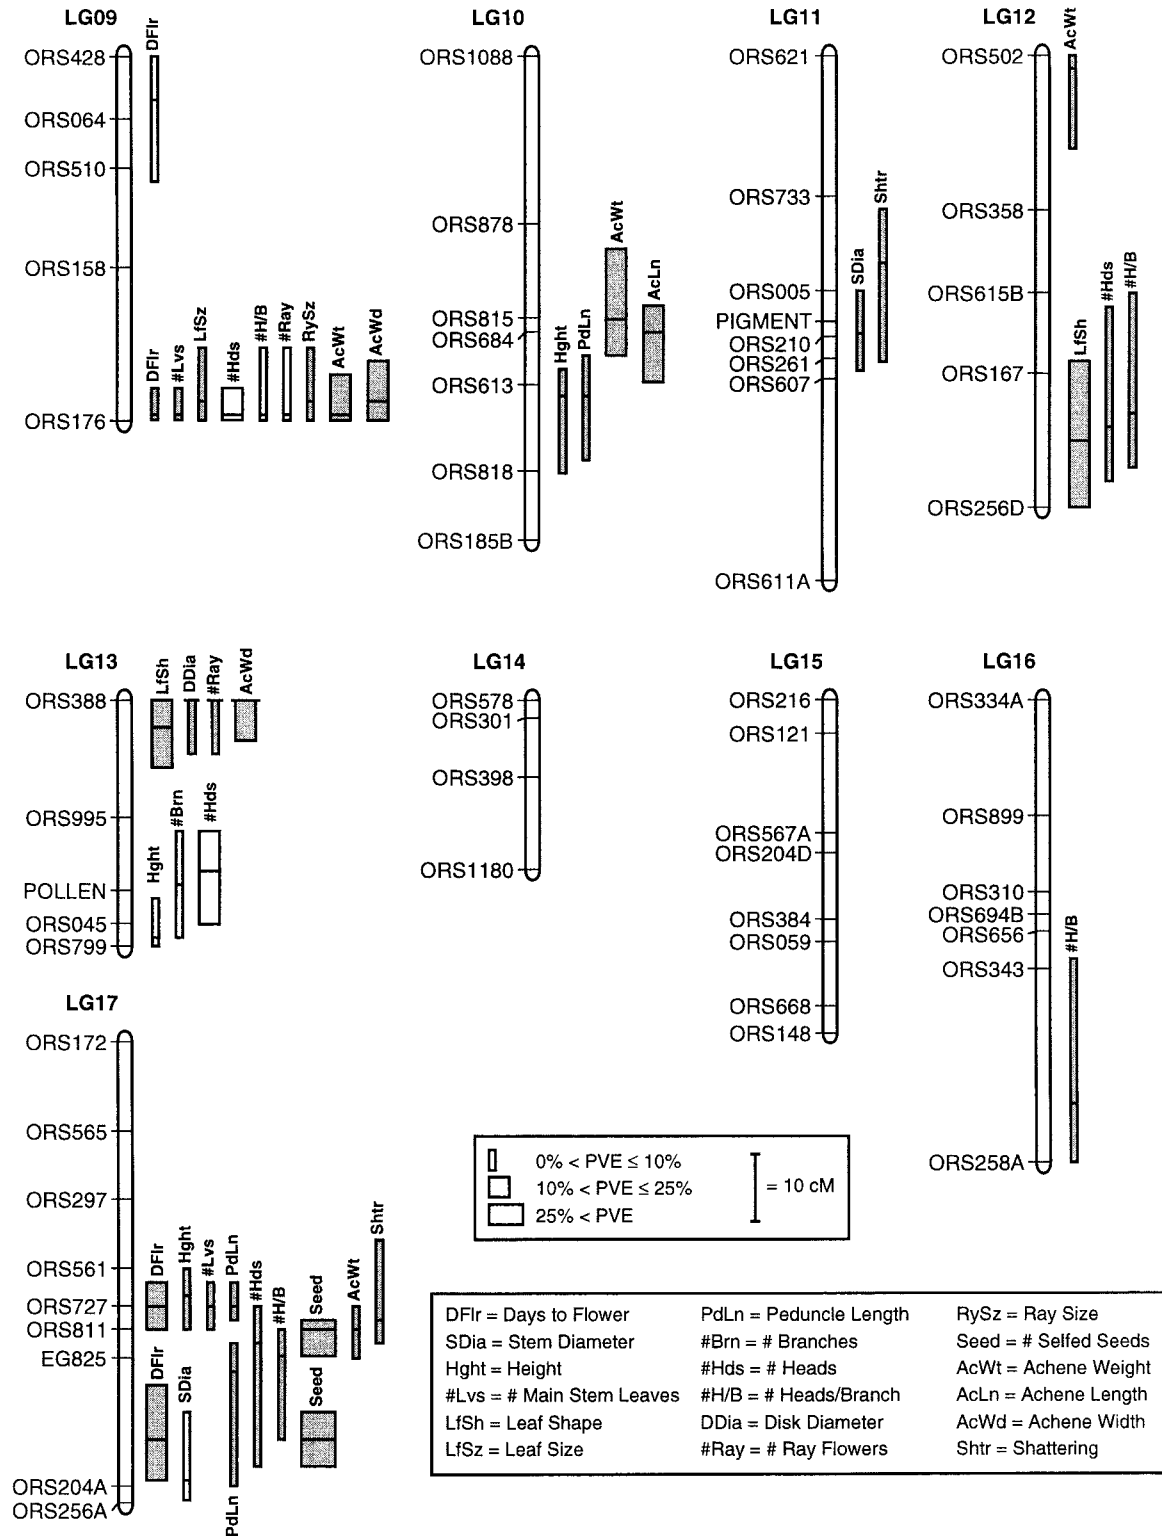 LG09
DFlr
ORS428
ORS064
ORS510
ORS158
ORS176
DFlr
#Lvs
LfSz
#Hds
#H/B
#Ray
RySz
AcWt
AcWd
LG10
ORS1088
ORS878
ORS815
ORS684
ORS613
ORS818
ORS185B
Hght
PdLn
AcWt
AcLn
LG11
ORS621
ORS733
ORS005
PIGMENT
ORS210
ORS261
ORS607
ORS611A
SDia
Shtr
LG12
ORS502
ORS358
ORS615B
ORS167
ORS256D
AcWt
LfSh
#Hds
#H/B
LG13
ORS388
ORS995
POLLEN
ORS045
ORS799
LfSh
DDia
#Ray
AcWd
Hght
#Brn
#Hds
LG14
ORS578
ORS301
ORS398
ORS1180
LG15
ORS216
ORS121
ORS567A
ORS204D
ORS384
ORS059
ORS668
ORS148
LG16
ORS334A
ORS899
ORS310
ORS694B
ORS656
ORS343
ORS258A
#H/B
LG17
ORS172
ORS565
ORS297
ORS561
ORS727
ORS811
EG825
ORS204A
ORS256A
DFlr
Hght
#Lvs
PdLn
#Hds
#H/B
Seed
AcWt
Shtr
DFlr
SDia
PdLn
Seed
0% < PVE ≤ 10%
10% < PVE ≤ 25%
25% < PVE
= 10 cM
DFlr = Days to Flower
SDia = Stem Diameter
Hght = Height
#Lvs = # Main Stem Leaves
LfSh = Leaf Shape
LfSz = Leaf Size
PdLn = Peduncle Length
#Brn = # Branches
#Hds = # Heads
#H/B = # Heads/Branch
DDia = Disk Diameter
#Ray = # Ray Flowers
RySz = Ray Size
Seed = # Selfed Seeds
AcWt = Achene Weight
AcLn = Achene Length
AcWd = Achene Width
Shtr = Shattering